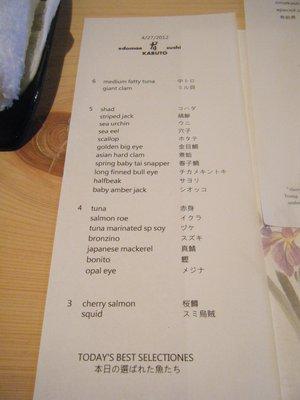 4/27/2012
edomae sushi
KABUTO
6 medium fatty tuna 中トロ
giant clam ミル貝
5 shad コハダ
striped jack 縞鯵
sea urchin ウニ
sea eel 穴子
scallop ホタテ
golden big eye 金目鯛
asian hard clam 煮蛤
spring baby tai snapper 春子鯛
long finned bull eye チカメキントキ
halfbeak サヨリ
baby amber jack シオッコ
4 tuna 赤身
salmon roe イクラ
tuna marinated sp soy ヅケ
bronzino スズキ
japanese mackerel 真鯖
bonito 鰹
opal eye メジナ
3 cherry salmon 桜鱒
squid スミ烏賊
TODAY'S BEST SELECTIONES
本日の選ばれた魚たち